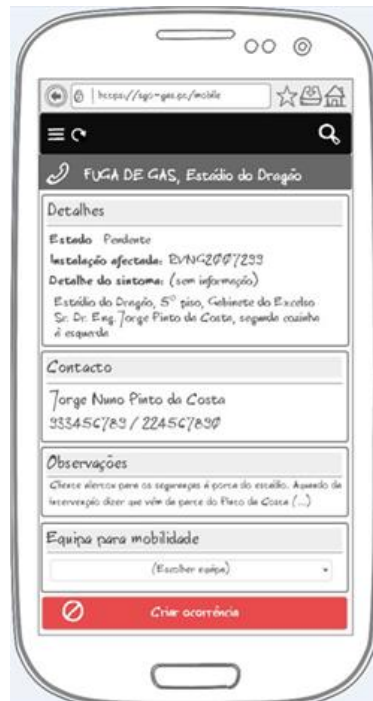 https://sgo-gas.pt/mobile
FUGA DE GAS, Estádio do Dragão
Detalhes
Estado Pendente
Instalação afectada: RVNG2007299
Detalhe do sintoma: (sem informação)
Estádio do Dragão, 5º piso, Gabinete do Excelso
Sr. Dr. Eng. Jorge Pinto da Costa, segunda cozinha
à esquerda
Contacto
Jorge Nuno Pinto da Costa
933456789 / 224567890
Observações
Cliente alertou para os seguranças à porta do estádio. Aquando da
intervenção dizer que vêm da parte do Pinto da Costa (...)
Equipa para mobilidade
(Escolher equipa)
Criar ocorrência